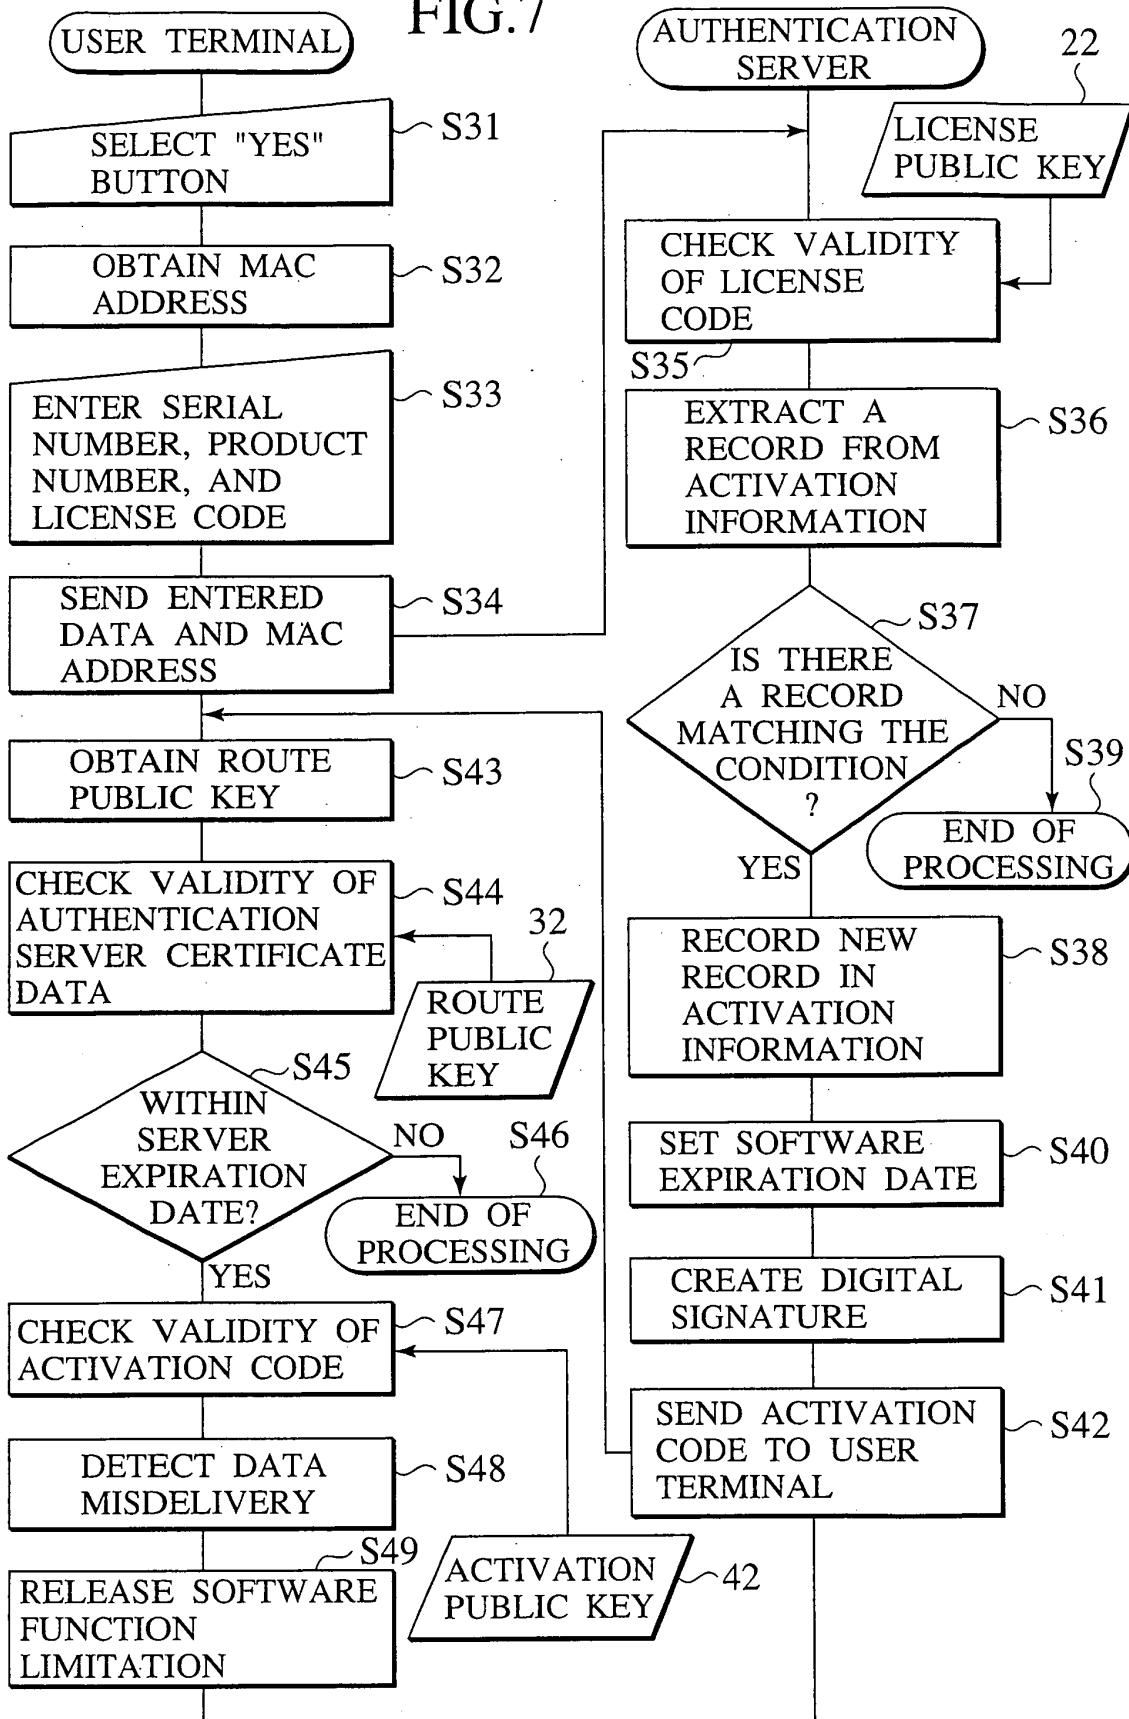 FIG.7
USER TERMINAL
SELECT "YES"
BUTTON
S31
OBTAIN MAC
ADDRESS
S32
ENTER SERIAL
NUMBER, PRODUCT
NUMBER, AND
LICENSE CODE
S33
SEND ENTERED
DATA AND MAC
ADDRESS
S34
OBTAIN ROUTE
PUBLIC KEY
S43
CHECK VALIDITY OF
AUTHENTICATION
SERVER CERTIFICATE
DATA
S44
32
ROUTE
PUBLIC
KEY
WITHIN
SERVER
EXPIRATION
DATE?
S45
NO
S46
END OF
PROCESSING
YES
CHECK VALIDITY OF
ACTIVATION CODE
S47
DETECT DATA
MISDELIVERY
S48
ACTIVATION
PUBLIC KEY
42
RELEASE SOFTWARE
FUNCTION
LIMITATION
S49
AUTHENTICATION
SERVER
22
LICENSE
PUBLIC KEY
CHECK VALIDITY
OF LICENSE
CODE
S35
EXTRACT A
RECORD FROM
ACTIVATION
INFORMATION
S36
IS THERE
A RECORD
MATCHING THE
CONDITION
?
S37
NO
S39
END OF
PROCESSING
YES
RECORD NEW
RECORD IN
ACTIVATION
INFORMATION
S38
SET SOFTWARE
EXPIRATION DATE
S40
CREATE DIGITAL
SIGNATURE
S41
SEND ACTIVATION
CODE TO USER
TERMINAL
S42